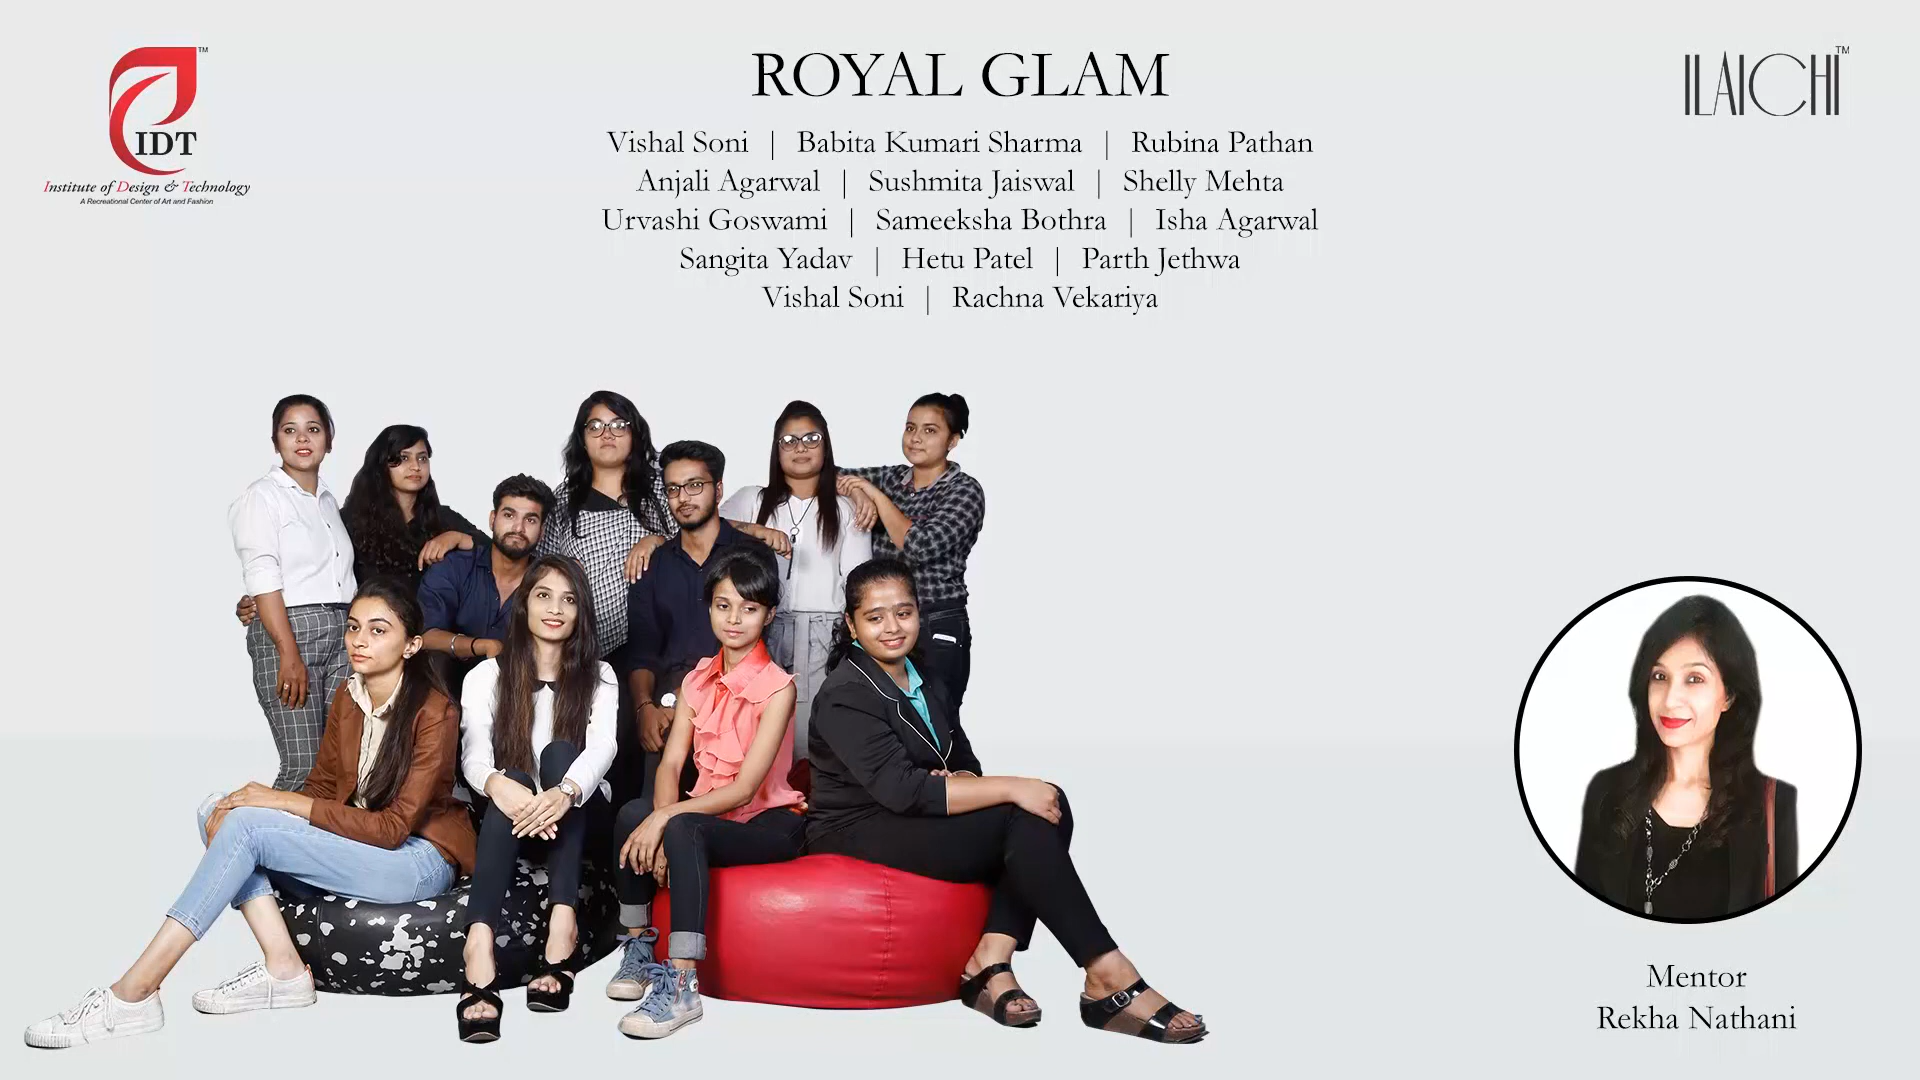 TM
IDT
Institute of Design & Technology
A Recreational Center of Art and Fashion
ROYAL GLAM
Vishal Soni | Babita Kumari Sharma | Rubina Pathan
Anjali Agarwal | Sushmita Jaiswal | Shelly Mehta
Urvashi Goswami | Sameeksha Bothra | Isha Agarwal
Sangita Yadav | Hetu Patel | Parth Jethwa
Vishal Soni | Rachna Vekariya
ILAICHI TM
Mentor
Rekha Nathani